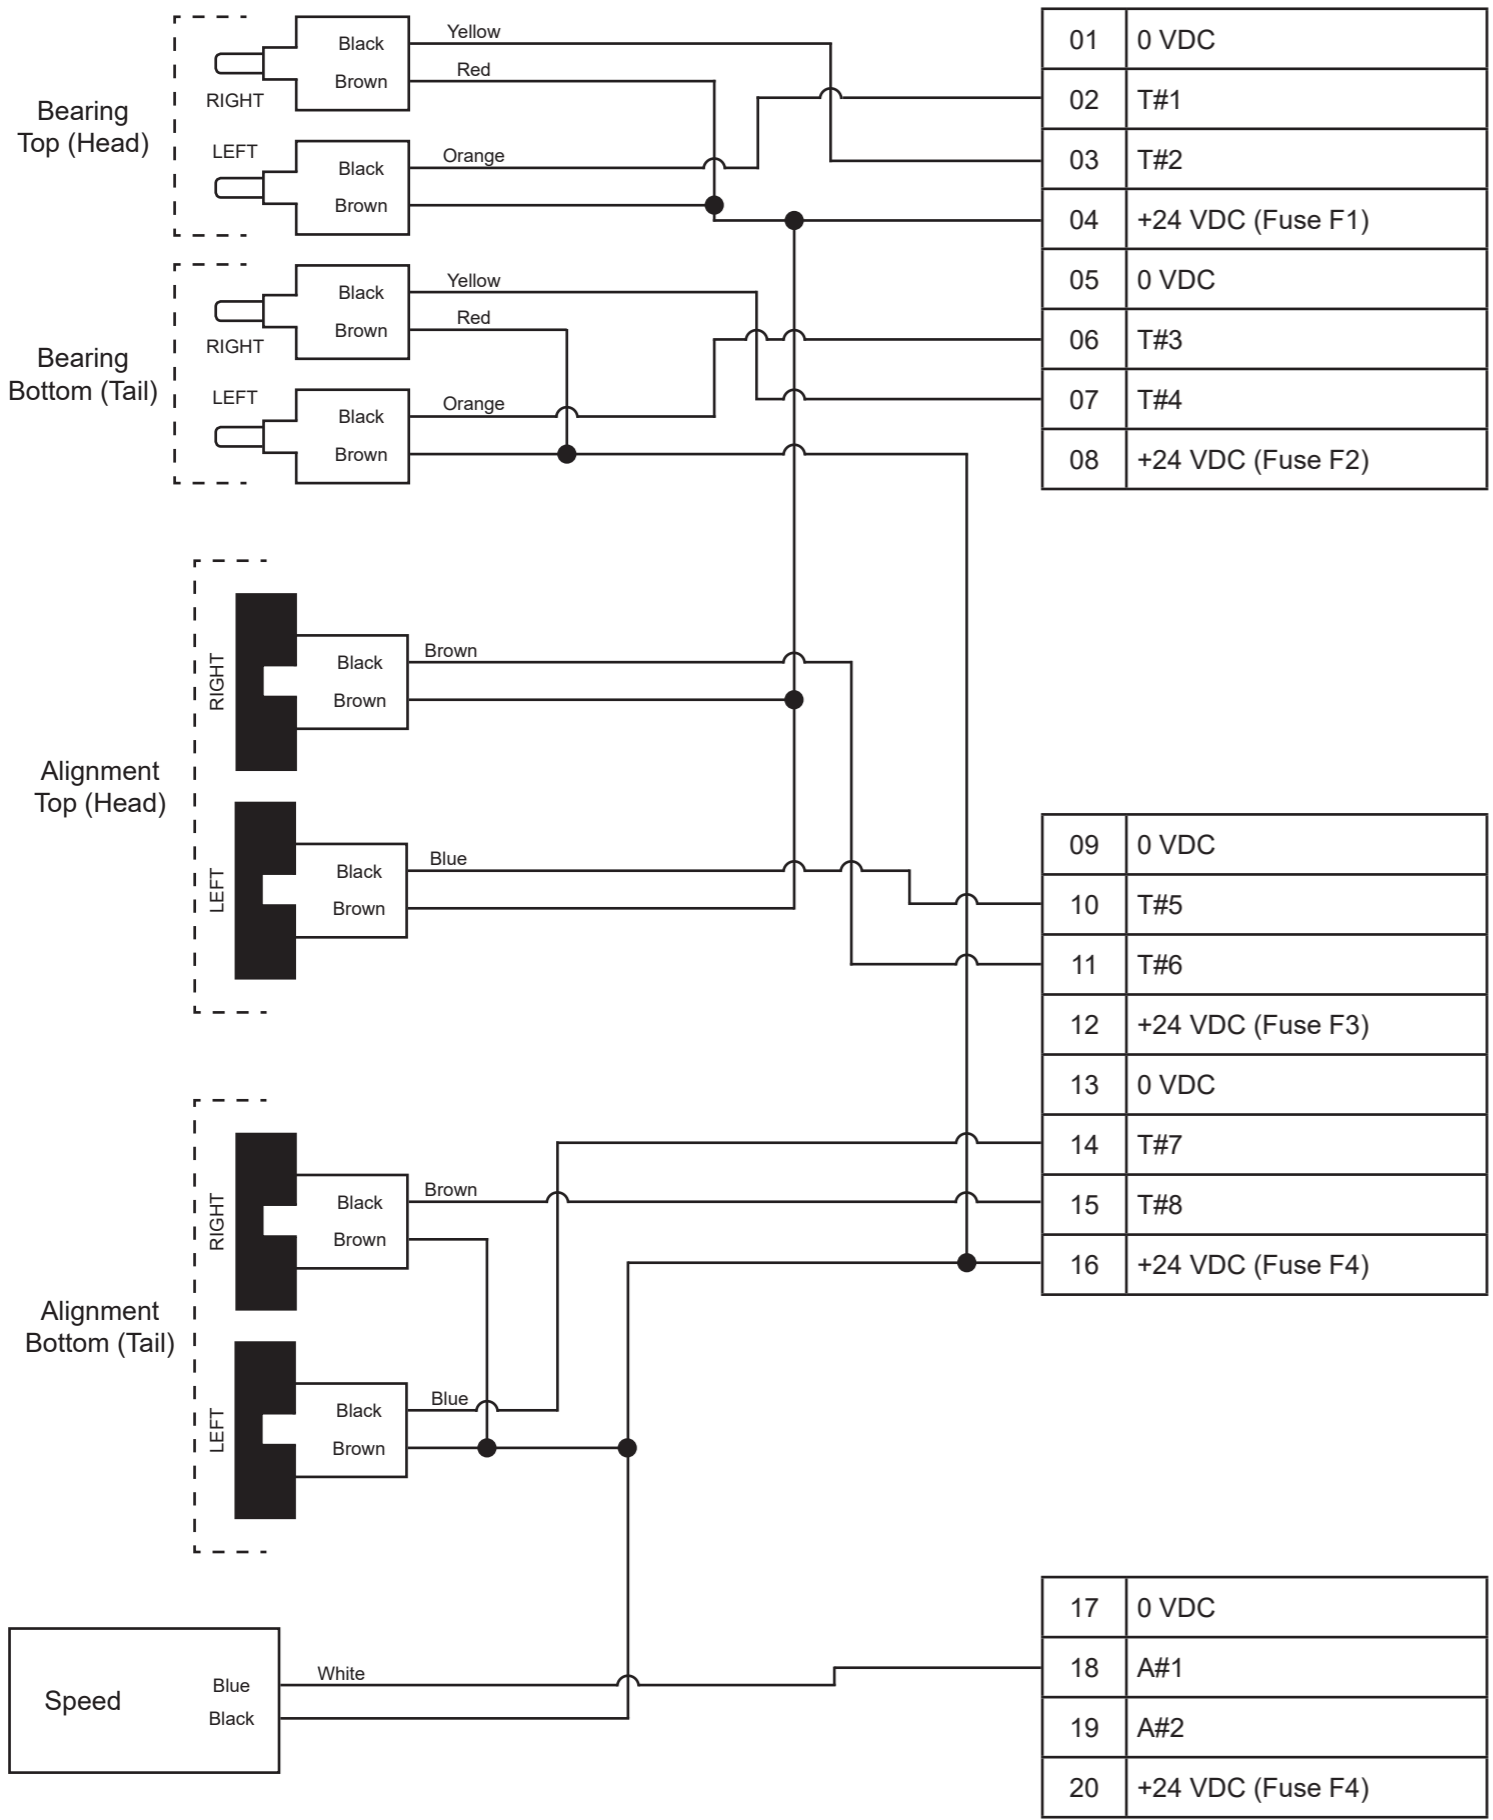 Bearing
Top (Head)
RIGHT
Black
Brown
Yellow
Red
LEFT
Black
Brown
Orange
Bearing
Bottom (Tail)
RIGHT
Black
Brown
Yellow
Red
LEFT
Black
Brown
Orange
01 0 VDC
02 T#1
03 T#2
04 +24 VDC (Fuse F1)
05 0 VDC
06 T#3
07 T#4
08 +24 VDC (Fuse F2)
Alignment
Top (Head)
RIGHT
Black
Brown
Brown
LEFT
Black
Brown
Blue
09 0 VDC
10 T#5
11 T#6
12 +24 VDC (Fuse F3)
13 0 VDC
14 T#7
15 T#8
16 +24 VDC (Fuse F4)
Alignment
Bottom (Tail)
RIGHT
Black
Brown
Brown
LEFT
Black
Brown
Blue
Speed
Blue
Black
White
17 0 VDC
18 A#1
19 A#2
20 +24 VDC (Fuse F4)